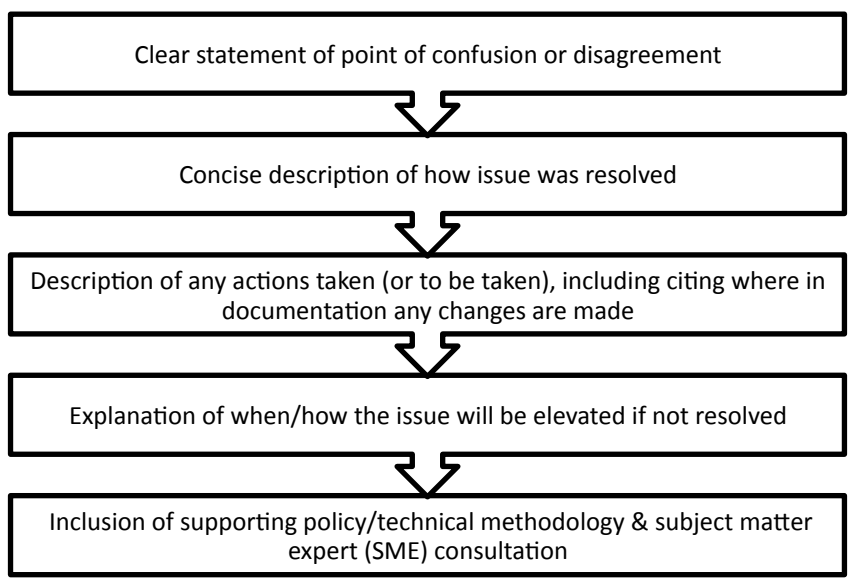 Clear statement of point of confusion or disagreement
Concise description of how issue was resolved
Description of any actions taken (or to be taken), including citing where in
documentation any changes are made
Explanation of when/how the issue will be elevated if not resolved
Inclusion of supporting policy/technical methodology & subject matter
expert (SME) consultation